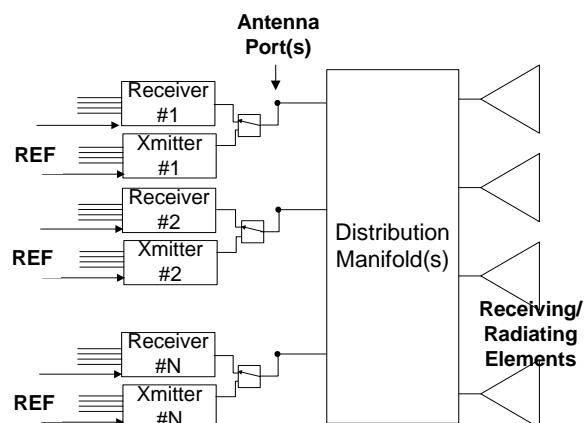 Antenna
Port(s)
Receiver
#1
REF
Xmitter
#1
Receiver
#2
REF
Xmitter
#2
Distribution
Manifold(s)
Receiving/
Radiating
Elements
Receiver
#N
REF
Xmitter
#N